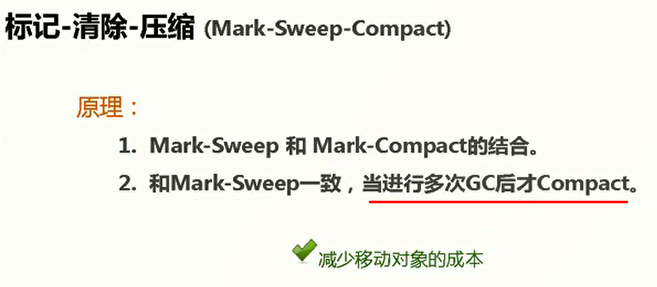 标记-清除-压缩 (Mark-Sweep-Compact)
原理：
1. Mark-Sweep 和 Mark-Compact的结合。
2. 和Mark-Sweep一致，当进行多次GC后才Compact。
减少移动对象的成本